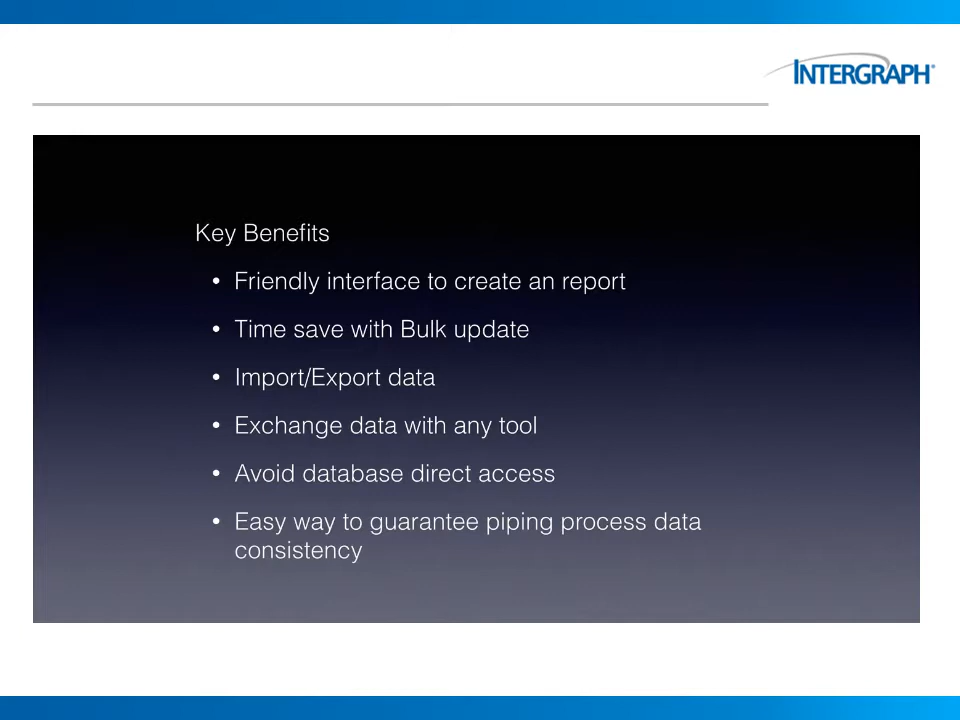 INTERGRAPH®
Key Benefits
• Friendly interface to create an report
• Time save with Bulk update
• Import/Export data
• Exchange data with any tool
• Avoid database direct access
• Easy way to guarantee piping process data
consistency